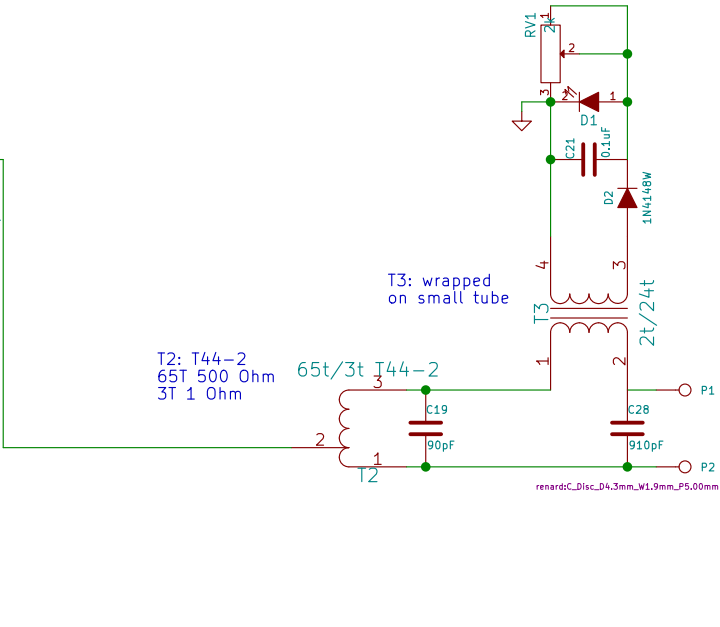 RV1
2K
1
2
3
2
1
D1
C21
0.1uF
D2
1N4148W
4
3
T3: wrapped
on small tube
T3
2t/24t
1
2
T2: T44-2
65T 500 Ohm
3T 1 Ohm
65t/3t T44-2
3
P1
C19
C28
2
90pF
910pF
1
T2
P2
renard:C_Disc_D4.3mm_W1.9mm_P5.00mm